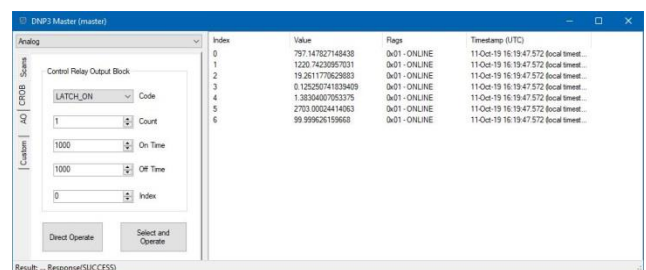 DNP3 Master (master)
Analog
Scans
CROB
AO
Custom
Control Relay Output Block
LATCH_ON Code
1 Count
1000 On Time
1000 Off Time
0 Index
Direct Operate
Select and
Operate
Index Value Flags Timestamp (UTC)
0 797.147827148438 0x01 - ONLINE 11-Oct-19 16:19:47.572 (local timest...
1 1220.74230957031 0x01 - ONLINE 11-Oct-19 16:19:47.572 (local timest...
2 19.2611770629883 0x01 - ONLINE 11-Oct-19 16:19:47.572 (local timest...
3 0.125250741839409 0x01 - ONLINE 11-Oct-19 16:19:47.572 (local timest...
4 1.38304007053375 0x01 - ONLINE 11-Oct-19 16:19:47.572 (local timest...
5 2703.00024414063 0x01 - ONLINE 11-Oct-19 16:19:47.572 (local timest...
6 99.999626159668 0x01 - ONLINE 11-Oct-19 16:19:47.572 (local timest...
Result: ... Response(SUCCESS)